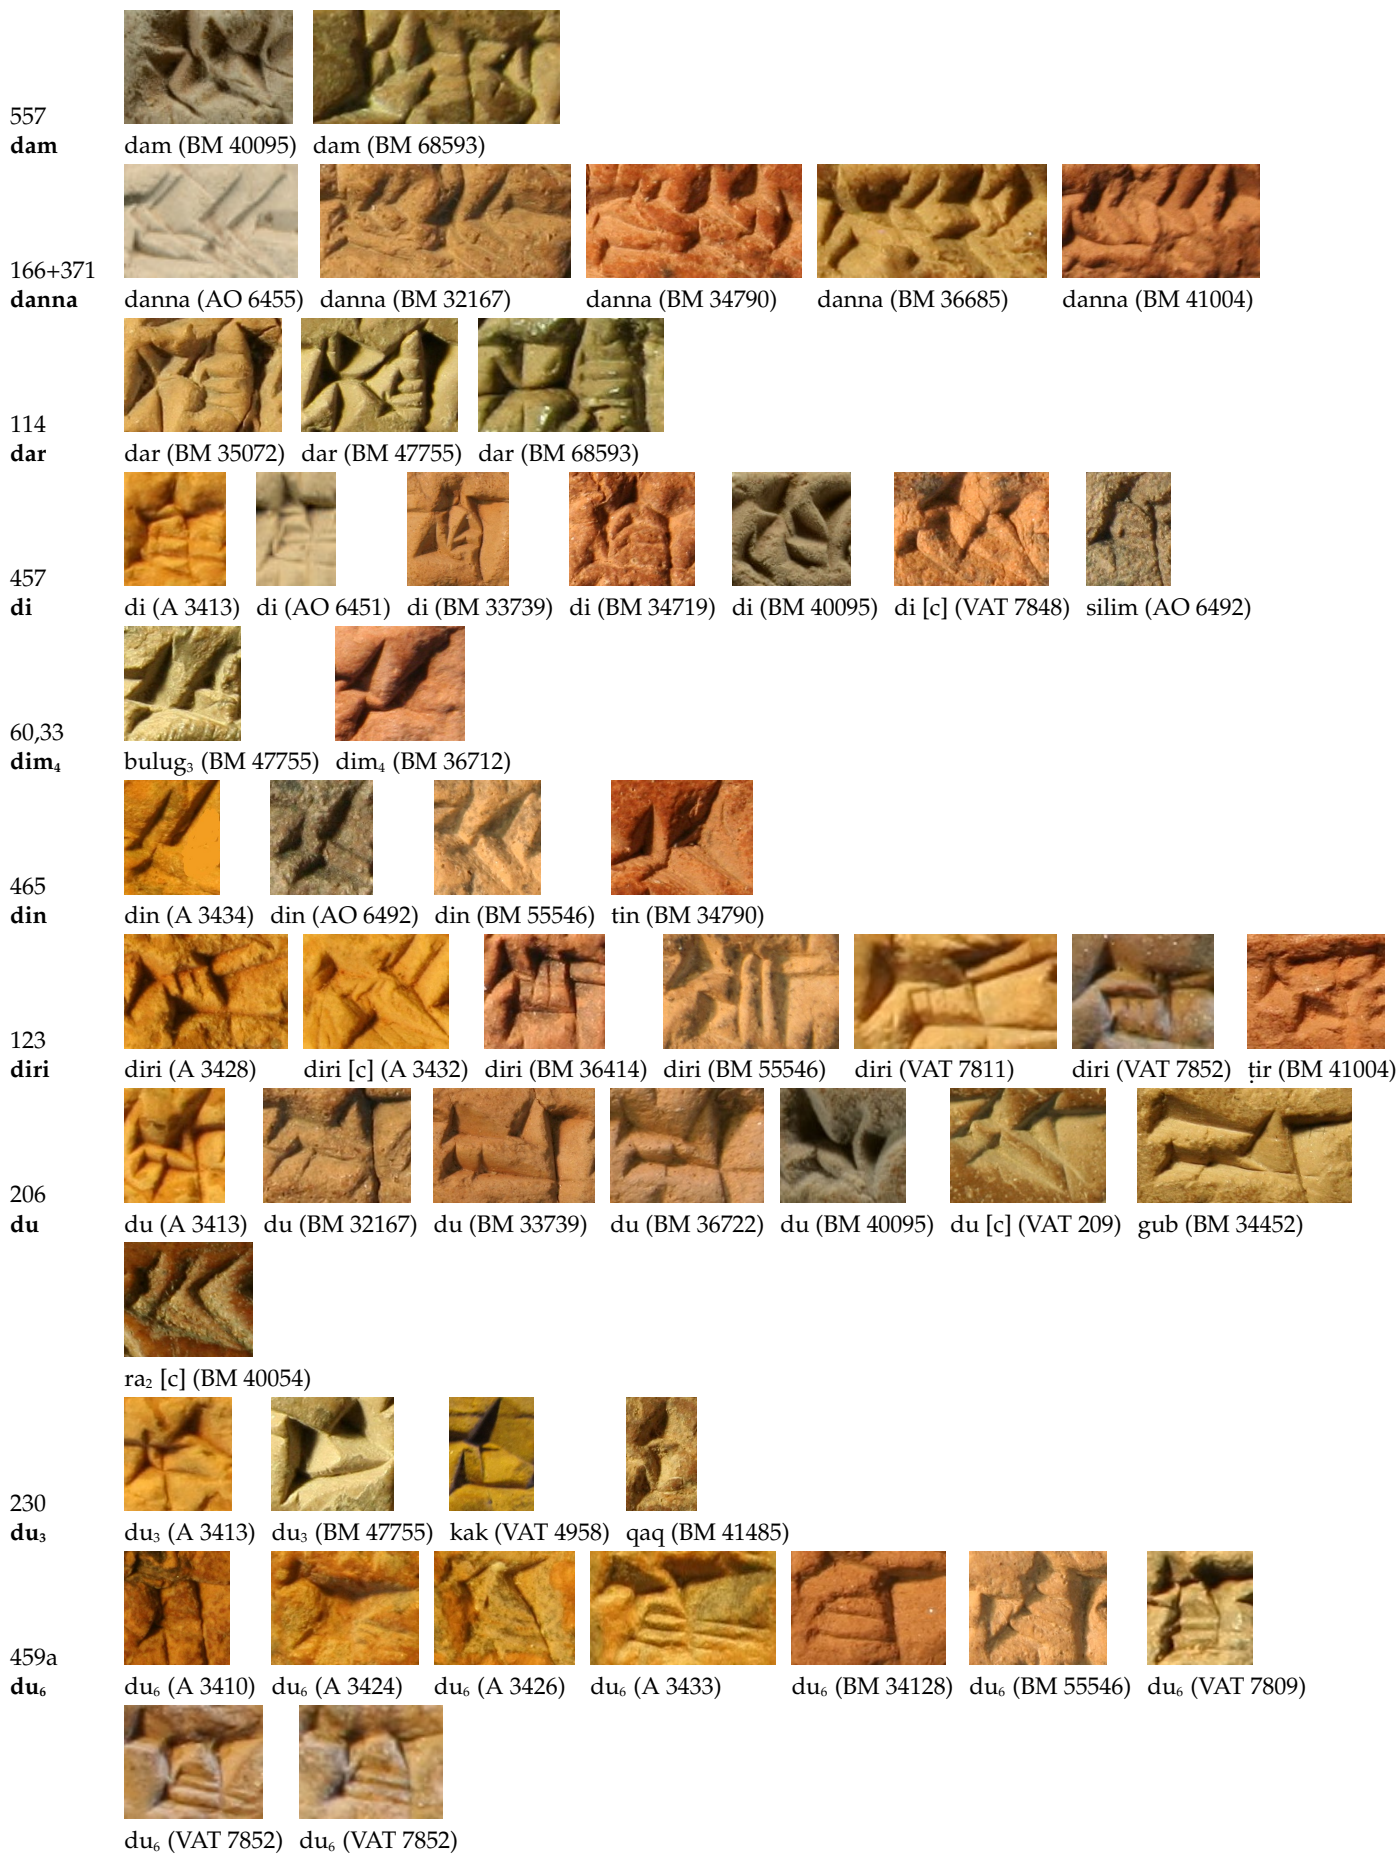 557
dam dam (BM 40095) dam (BM 68593)
166+371
danna danna (AO 6455) danna (BM 32167) danna (BM 34790) danna (BM 36685) danna (BM 41004)
114
dar dar (BM 35072) dar (BM 47755) dar (BM 68593)
457
di di (A 3413) di (AO 6451) di (BM 33739) di (BM 34719) di (BM 40095) di [c] (VAT 7848) silim (AO 6492)
60,33
dim₄ bulug₃ (BM 47755) dim₄ (BM 36712)
465
din din (A 3434) din (AO 6492) din (BM 55546) tin (BM 34790)
123
diri diri (A 3428) diri [c] (A 3432) diri (BM 36414) diri (BM 55546) diri (VAT 7811) diri (VAT 7852) ṭir (BM 41004)
206
du du (A 3413) du (BM 32167) du (BM 33739) du (BM 36722) du (BM 40095) du [c] (VAT 209) gub (BM 34452)
ra₂ [c] (BM 40054)
230
du₃ du₃ (A 3413) du₃ (BM 47755) kak (VAT 4958) qaq (BM 41485)
459a
du₆ du₆ (A 3410) du₆ (A 3424) du₆ (A 3426) du₆ (A 3433) du₆ (BM 34128) du₆ (BM 55546) du₆ (VAT 7809)
du₆ (VAT 7852) du₆ (VAT 7852)